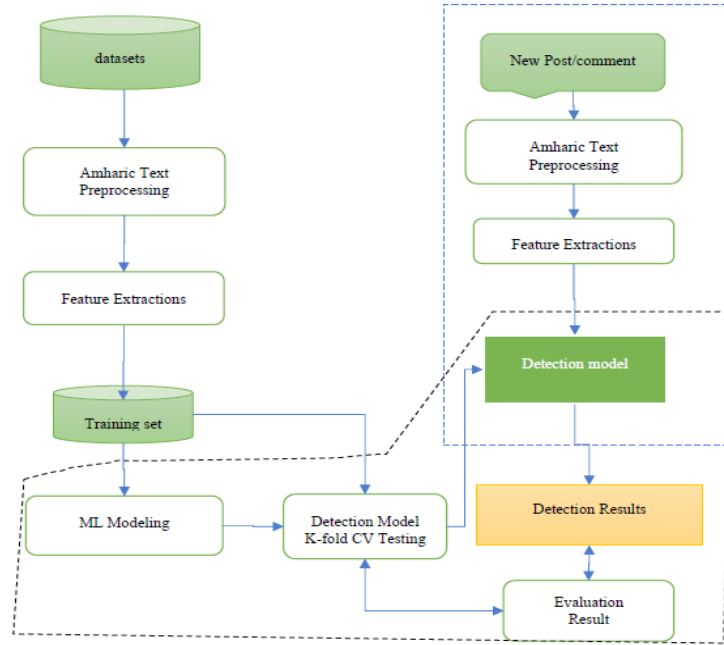 datasets
Amharic Text
Preprocessing
Feature Extractions
Training set
ML Modeling
Detection Model
K-fold CV Testing
New Post/comment
Amharic Text
Preprocessing
Feature Extractions
Detection model
Detection Results
Evaluation
Result